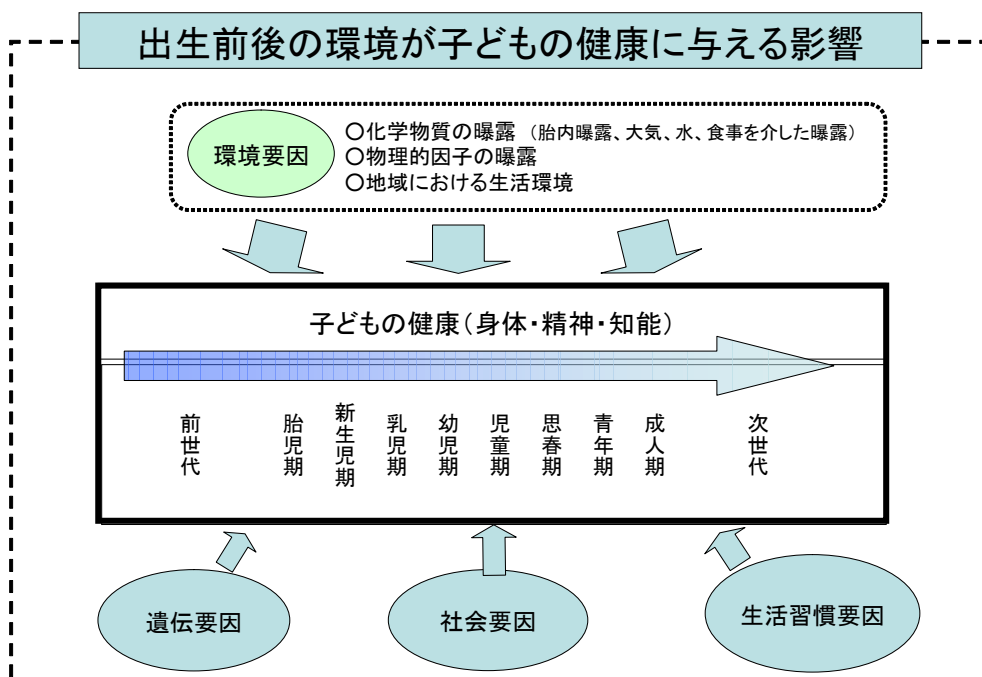 出生前後の環境が子どもの健康に与える影響
環境要因
○化学物質の曝露 （胎内曝露、大気、水、食事を介した曝露）
○物理的因子の曝露
○地域における生活環境
子どもの健康（身体・精神・知能）
前世代
胎児期
新生児期
乳児期
幼児期
児童期
思春期
青年期
成人期
次世代
遺伝要因
社会要因
生活習慣要因